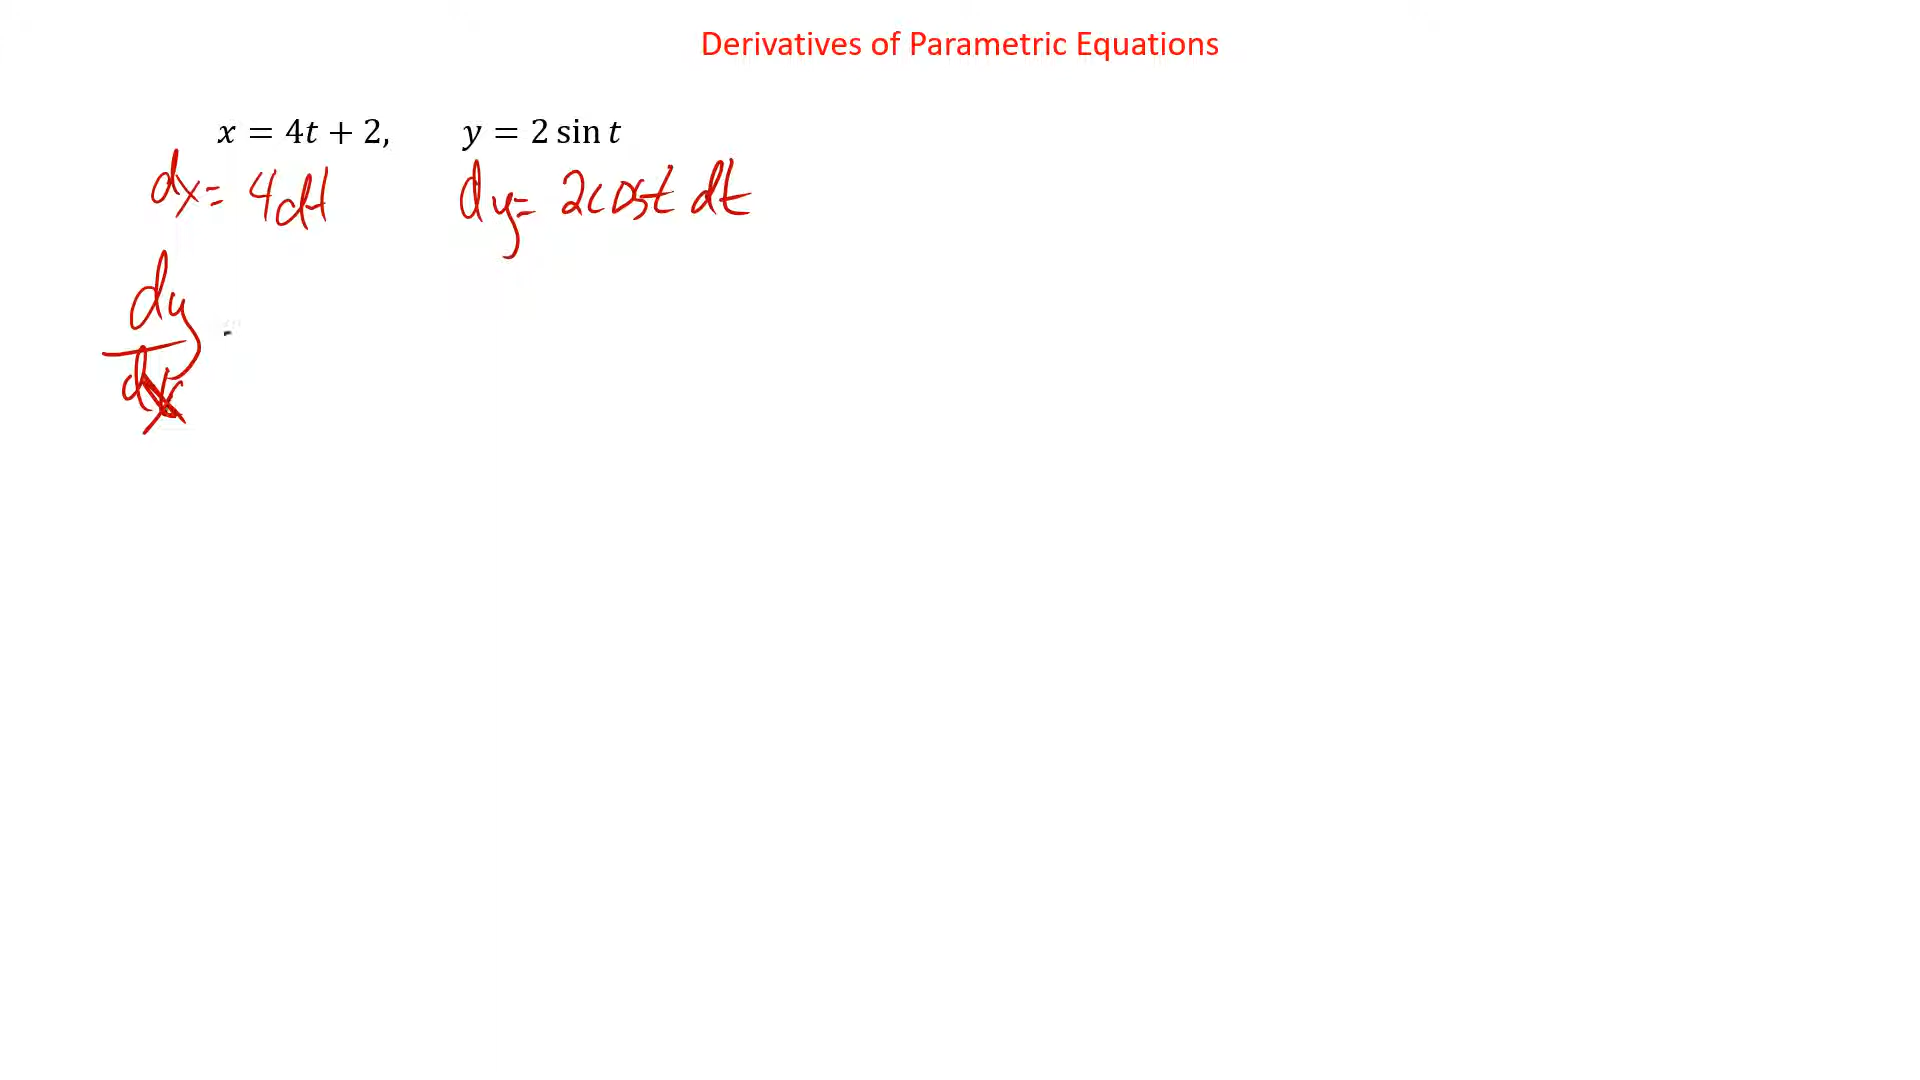 Derivatives of Parametric Equations
x = 4t + 2, y = 2 sin t
dx = 4dt dy = 2cost dt
dy
dx